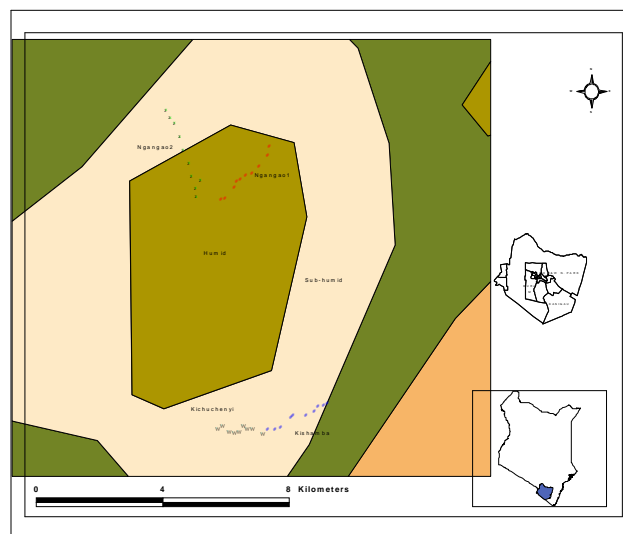 Ngangao2
Ngangao1
Humid
Sub-humid
Kichuchenyi
Kishamba
0 4 8 Kilometers